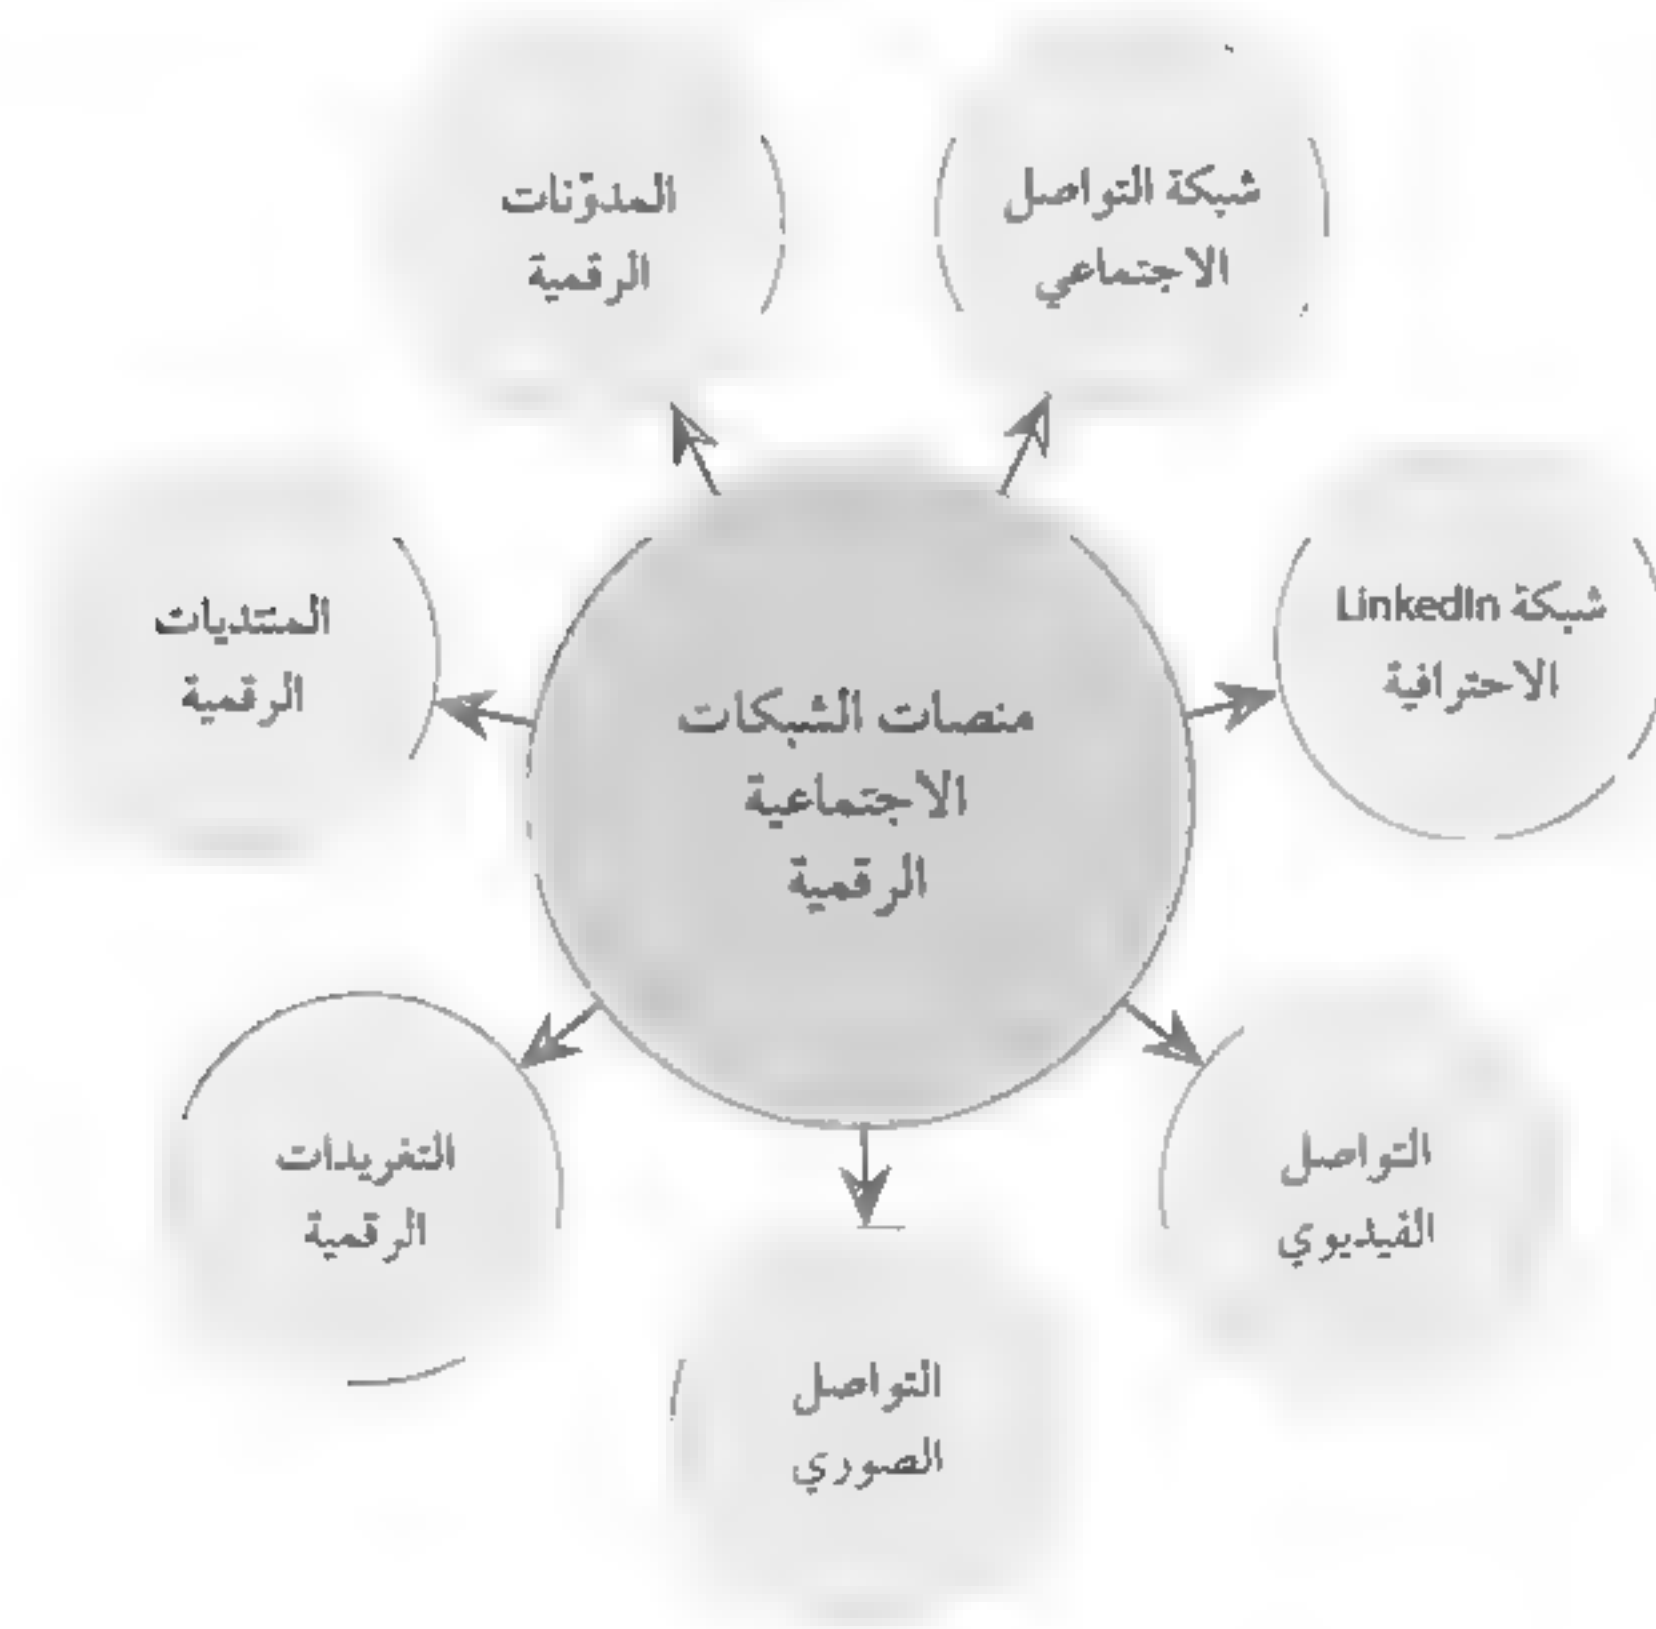 شبكة التواصل
الاجتماعي
المدوّنات
الرقمية
شبكة LinkedIn
الاحترافية
المنتديات
الرقمية
منصات الشبكات
الاجتماعية
الرقمية
التواصل
الفيديوي
التغريدات
الرقمية
التواصل
الصوري